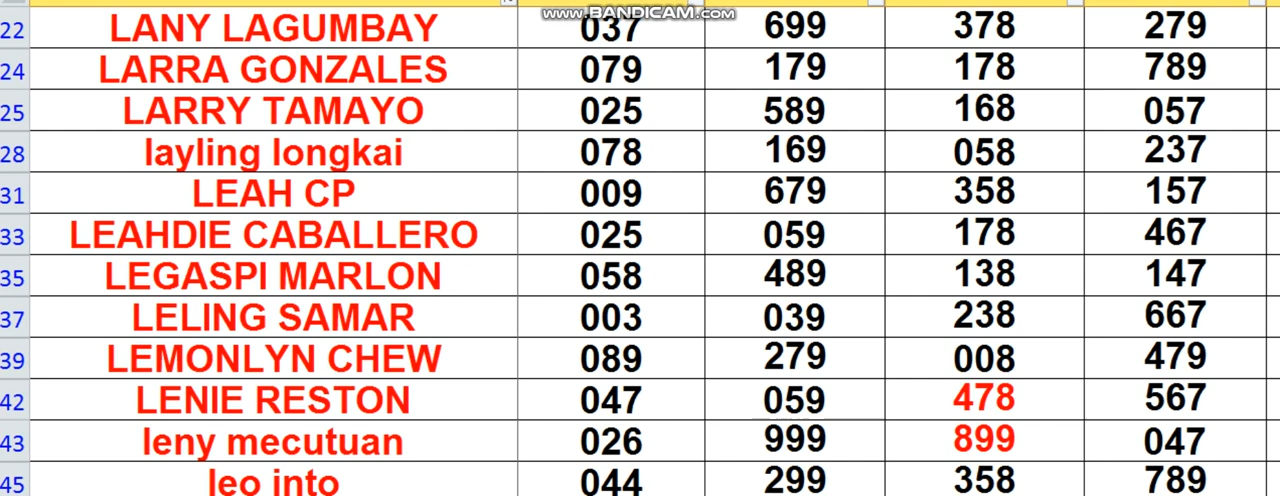 www.BANDICAM.com
22 LANY LAGUMBAY 037 699 378 279
24 LARRA GONZALES 079 179 178 789
25 LARRY TAMAYO 025 589 168 057
28 layling longkai 078 169 058 237
31 LEAH CP 009 679 358 157
33 LEAHDIE CABALLERO 025 059 178 467
35 LEGASPI MARLON 058 489 138 147
37 LELING SAMAR 003 039 238 667
39 LEMONLYN CHEW 089 279 008 479
42 LENIE RESTON 047 059 478 567
43 leny mecutuan 026 999 899 047
45 leo into 044 299 358 789